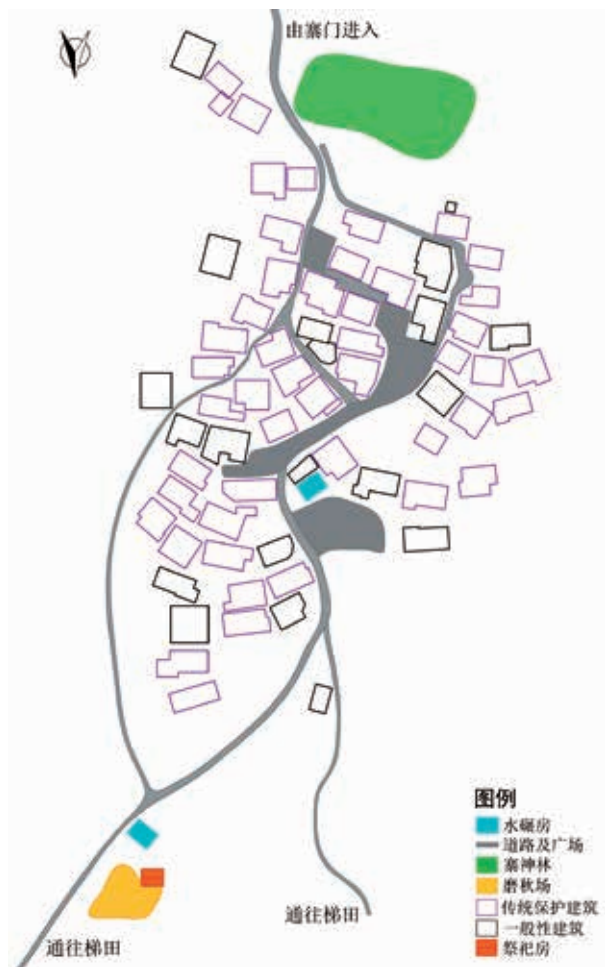 由寨门进入
图例
水碾房
道路及广场
寨神林
磨秋场
传统保护建筑
一般性建筑
祭祀房
通往梯田
通往梯田